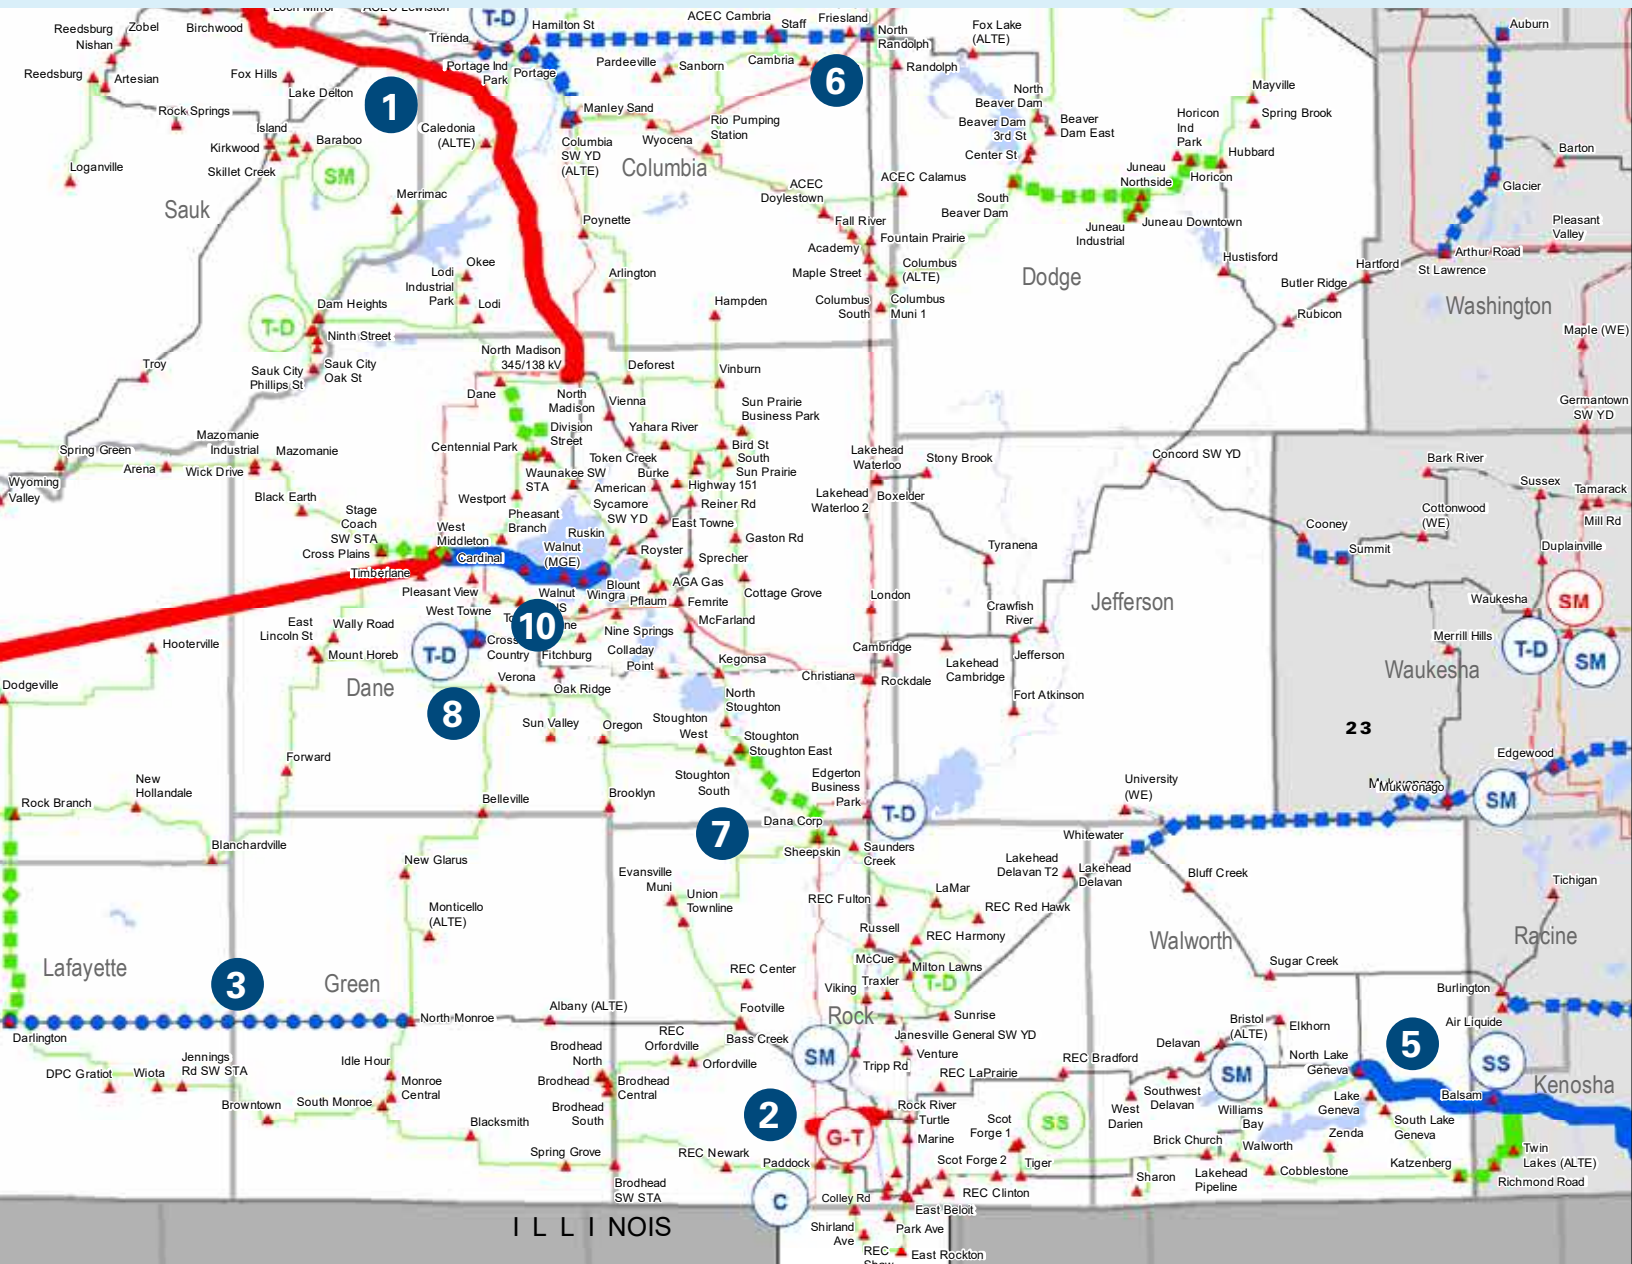 Loch Mirror
ACEC Lewiston
T-D
Hamilton St
ACEC Cambria
Staff
Friesland
Fox Lake
(ALTE)
Auburn
Reedsburg
Nishan
Zobel
Birchwood
Trienda
North
Randolph
Reedsburg
Artesian
Fox Hills
Lake Delton
Portage Ind
Park
Portage
Pardeeville
Sanborn
Cambria
Randolph
6
1
Rock Springs
Island
Kirkwood
Baraboo
Skillet Creek
Loganville
SM
Sauk
Merrimac
Caledonia
(ALTE)
Manley Sand
Columbia
SW YD
(ALTE)
Wyocena
Rio Pumping
Station
Columbia
Poynette
ACEC
Doylestown
ACEC Calamus
Fall River
Academy
Fountain Prairie
Maple Street
Columbus
(ALTE)
Columbus
South
Columbus
Muni 1
North
Beaver Dam
Beaver Dam
3rd St
Beaver
Dam East
Center St
South
Beaver Dam
Mayville
Spring Brook
Horicon
Ind
Park
Hubbard
Horicon
Juneau
Northside
Juneau Downtown
Juneau
Industrial
Dodge
Hustisford
Butler Ridge
Hartford
Rubicon
Barton
Glacier
Pleasant
Valley
Arthur Road
St Lawrence
Washington
Maple (WE)
Germantown
SW YD
Okee
Lodi
Industrial
Park
Lodi
Arlington
Hampden
Dam Heights
T-D
Ninth Street
Sauk City
Phillips St
Sauk City
Oak St
Troy
North Madison
345/138 kV
Deforest
Vinburn
Dane
North
Madison
Vienna
Sun Prairie
Business Park
Division
Street
Yahara River
Centennial Park
Bird St
South
Sun Prairie
Token Creek
Waunakee SW
STA
Burke
American
Highway 151
Sycamore
SW YD
Reiner Rd
Westport
Pheasant
Branch
East Towne
Ruskin
Gaston Rd
Spring Green
Mazomanie
Industrial
Mazomanie
Arena
Wick Drive
Wyoming
Valley
Black Earth
Stage
Coach
SW STA
Cross Plains
West
Middleton
Cardinal
Timberlane
Walnut
(MGE)
Royster
Sprecher
Pleasant View
Walnut
Blount
Wingra
Pflaum
AGA Gas
Femrite
Cottage Grove
West Towne
10
McFarland
Nine Springs
T-D
Cross
Country
Fitchburg
Colladay
Point
Kegonsa
East
Lincoln St
Wally Road
Mount Horeb
Hooterville
Dodgeville
Dane
Verona
Oak Ridge
8
North
Stoughton
Sun Valley
Oregon
Stoughton
West
Stoughton
Stoughton East
Stoughton
South
Lakehead
Waterloo
Stony Brook
Lakehead
Waterloo 2
Boxelder
Concord SW YD
Tyranena
London
Crawfish
River
Jefferson
Cambridge
Lakehead
Cambridge
Jefferson
Christiana
Rockdale
Fort Atkinson
Bark River
Sussex
Tamarack
Cottonwood
(WE)
Mill Rd
Cooney
Summit
Duplainville
SM
Waukesha
Merrill Hills
T-D
SM
Waukesha
23
Edgewood
Mukwonago
SM
Forward
New
Hollandale
Rock Branch
Belleville
Brooklyn
Blanchardville
New Glarus
Monticello
(ALTE)
Lafayette
Green
3
7
Edgerton
Business
Park
T-D
Dana Corp
Sheepskin
Saunders
Creek
University
(WE)
Whitewater
Lakehead
Delavan T2
Lakehead
Delavan
Bluff Creek
Evansville
Muni
Union
Townline
REC Fulton
LaMar
REC Red Hawk
Russell
REC Harmony
McCue
Milton Lawns
Traxler
T-D
Viking
REC Center
Walworth
Sugar Creek
Tichigan
Racine
Burlington
Air Liquide
Darlington
North Monroe
Albany (ALTE)
Footville
Bass Creek
Rock
Sunrise
Janesville General SW YD
SM
Venture
Tripp Rd
REC LaPrairie
REC Bradford
DPC Gratiot
Wiota
Jennings
Rd SW STA
Idle Hour
Monroe
Central
Browntown
South Monroe
Blacksmith
Brodhead
North
Brodhead
Brodhead
Central
Brodhead
South
REC
Orfordville
Orfordville
Spring Grove
Brodhead
SW STA
REC Newark
2
G-T
Paddock
C
Colley Rd
Shirland
Ave
REC
Rock River
Turtle
Marine
Scot
Forge 1
SS
Scot Forge 2
Tiger
REC Clinton
East Beloit
Park Ave
East Rockton
Bristol
(ALTE)
Elkhorn
Delavan
SM
North Lake
Geneva
5
SS
Kenosha
Southwest
Delavan
West
Darien
Williams
Bay
Lake
Geneva
Balsam
South Lake
Geneva
Brick Church
Walworth
Zenda
Katzenberg
Twin
Lakes (ALTE)
Richmond Road
Sharon
Lakehead
Pipeline
Cobblestone
ILLINOIS